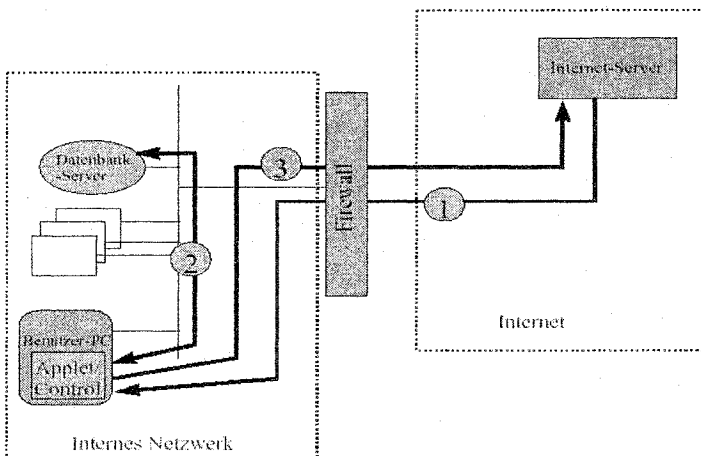 Internet-Server
Datenbank
-Server
3
Firewall
1
2
Internet
Benutzer-PC
Applet/
Control
Internes Netzwerk